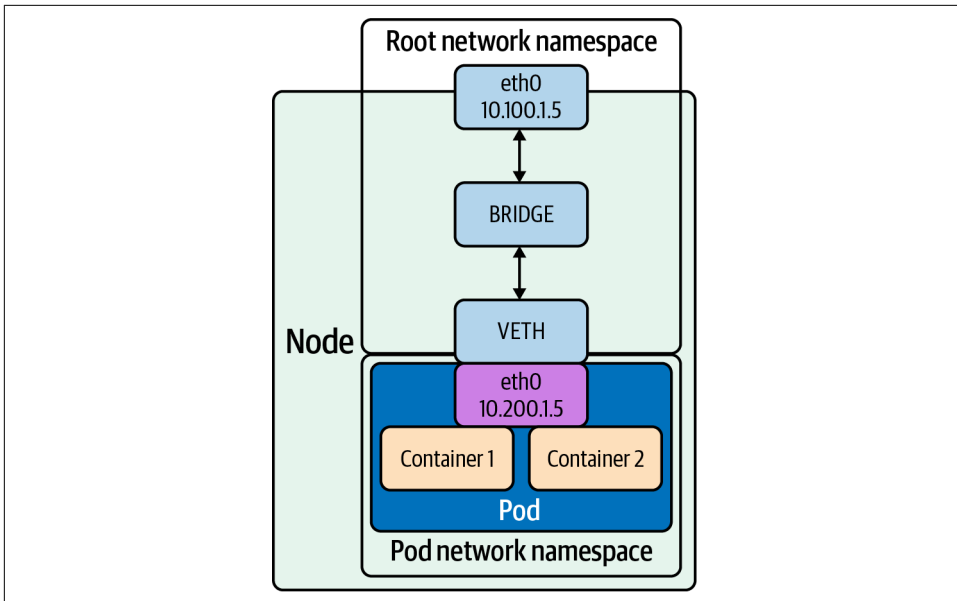 Root network namespace
eth0
10.100.1.5
BRIDGE
VETH
Node
eth0
10.200.1.5
Container 1
Container 2
Pod
Pod network namespace